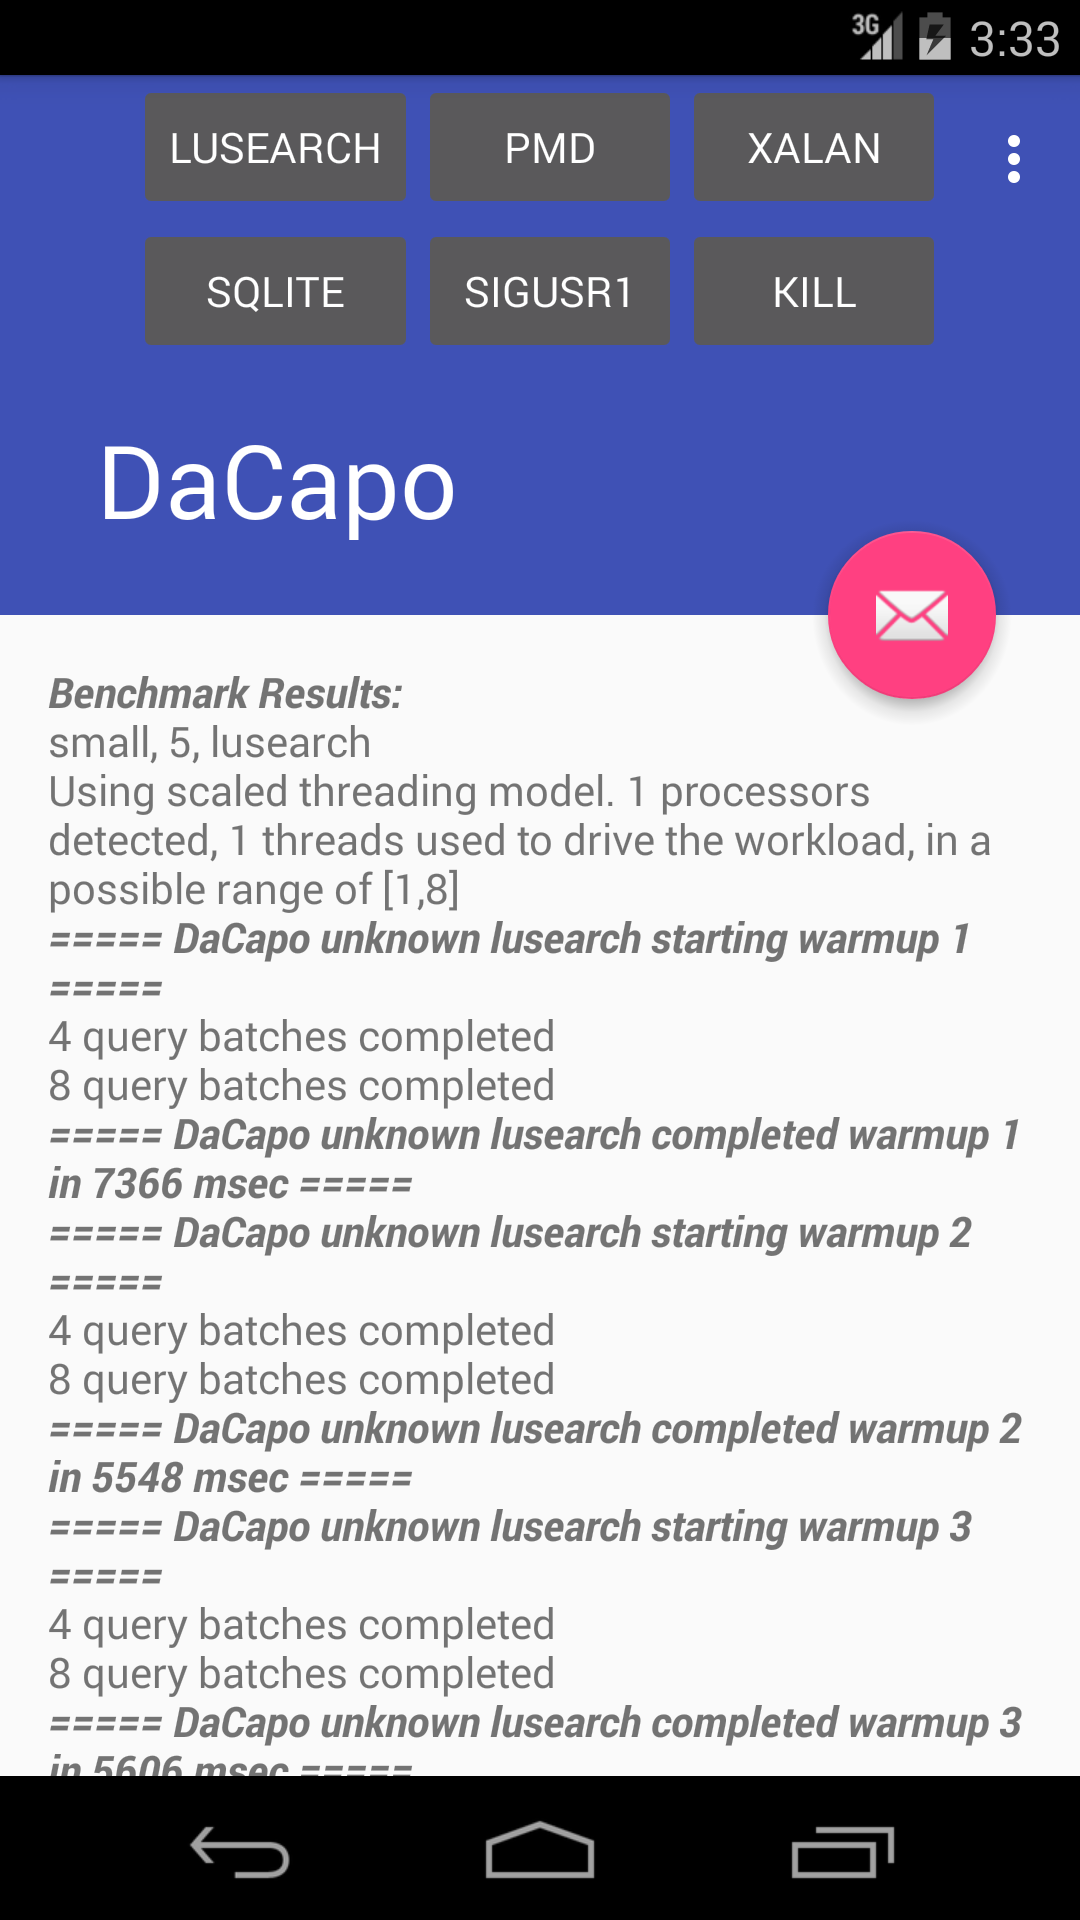 3G 3:33
LUSEARCH PMD XALAN
SQLITE SIGUSR1 KILL
DaCapo
Benchmark Results:
small, 5, lusearch
Using scaled threading model. 1 processors
detected, 1 threads used to drive the workload, in a
possible range of [1,8]
===== DaCapo unknown lusearch starting warmup 1
=====
4 query batches completed
8 query batches completed
===== DaCapo unknown lusearch completed warmup 1
in 7366 msec =====
===== DaCapo unknown lusearch starting warmup 2
=====
4 query batches completed
8 query batches completed
===== DaCapo unknown lusearch completed warmup 2
in 5548 msec =====
===== DaCapo unknown lusearch starting warmup 3
=====
4 query batches completed
8 query batches completed
===== DaCapo unknown lusearch completed warmup 3
in 5606 msec =====